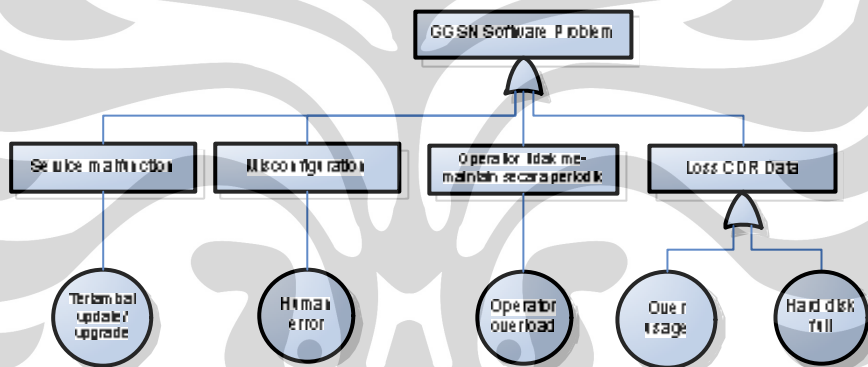 GGSN Software Problem
Service malfunction
Misconfiguration
Operator tidak me-
maintain secara periodik
Loss CDR Data
Terlambat
update/
upgrade
Human
error
Operator
overload
Over
usage
Hard disk
full